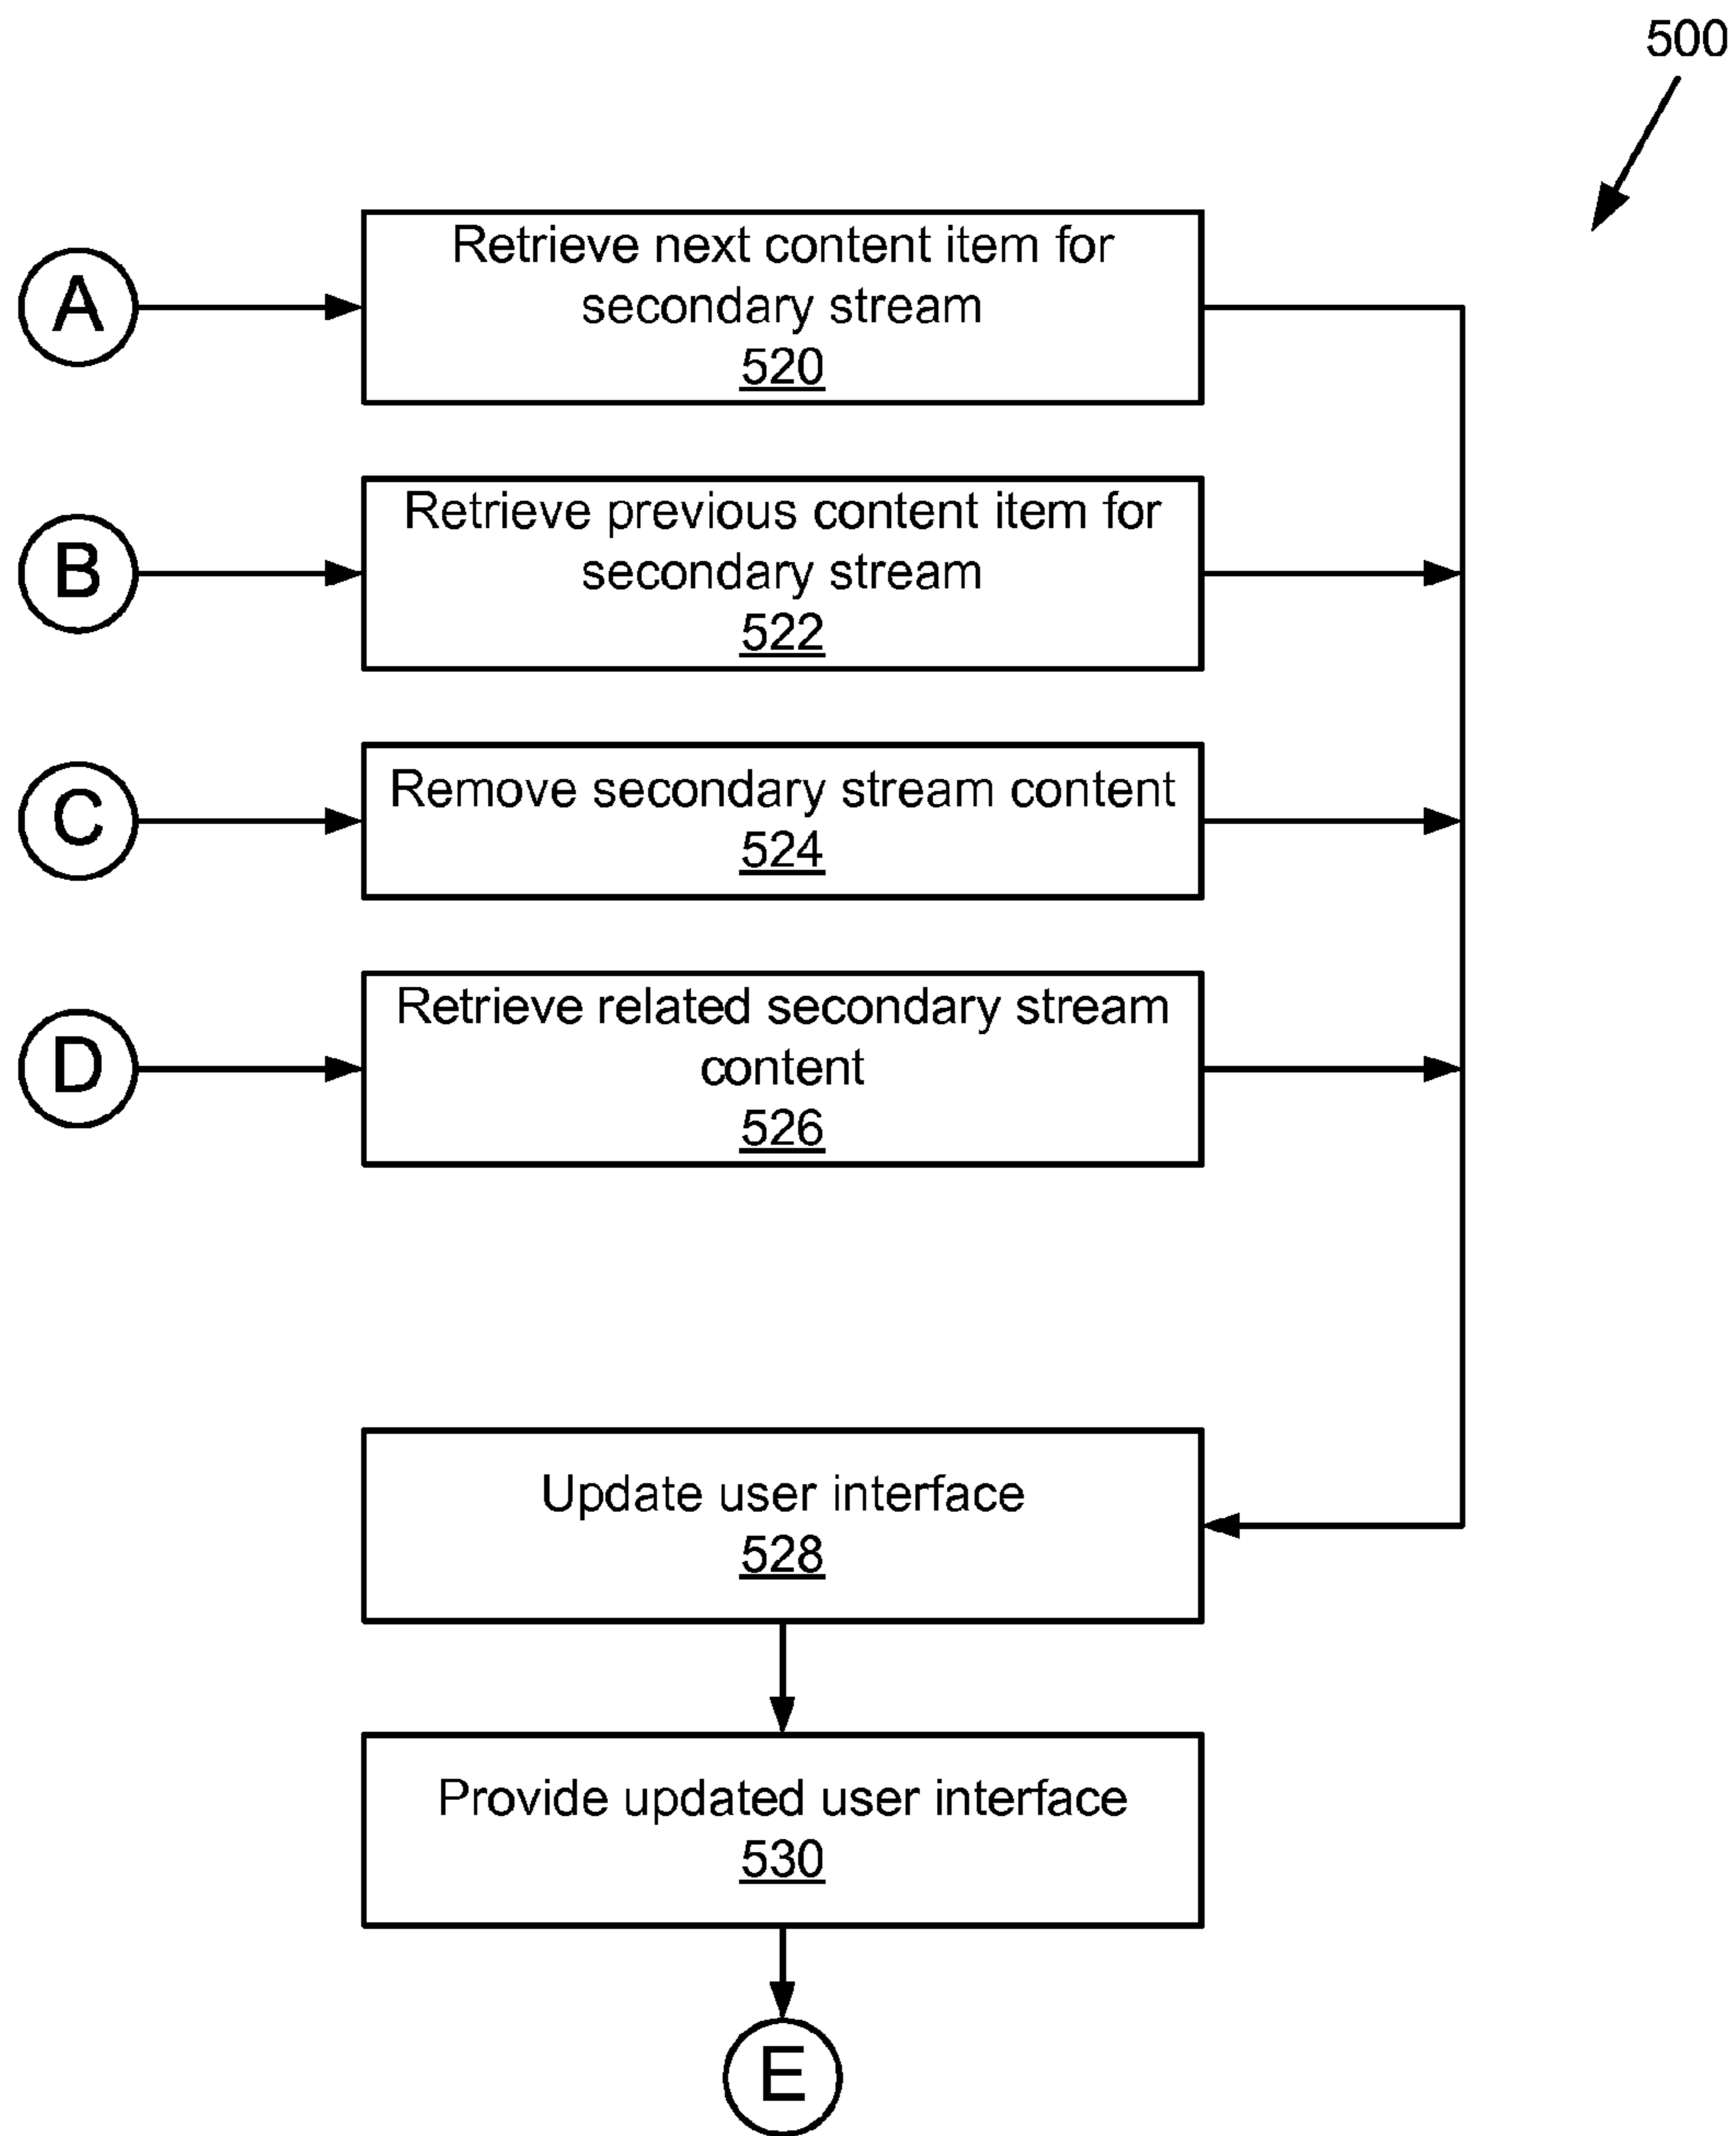 500
A
Retrieve next content item for
secondary stream
520
B
Retrieve previous content item for
secondary stream
522
C
Remove secondary stream content
524
D
Retrieve related secondary stream
content
526
Update user interface
528
Provide updated user interface
530
E